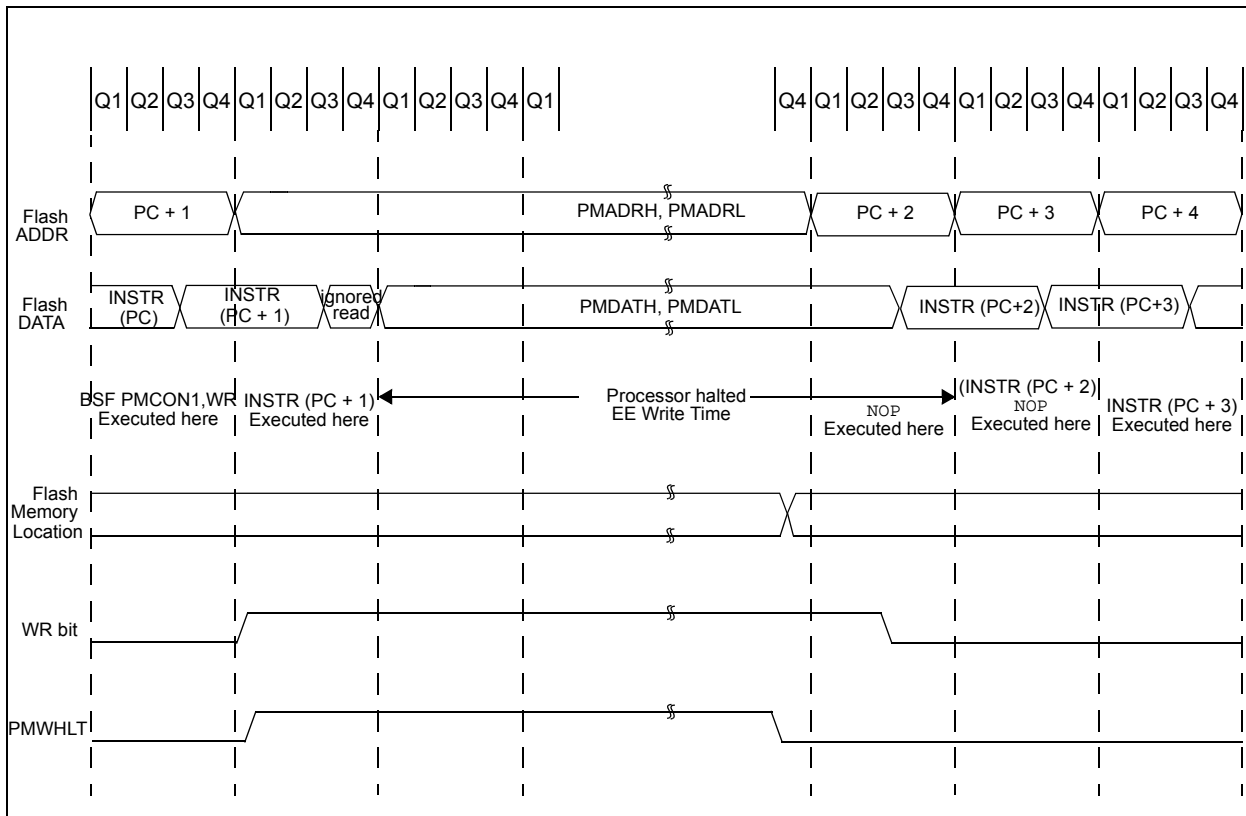 Q1 Q2 Q3 Q4 Q1 Q2 Q3 Q4 Q1 Q2 Q3 Q4 Q1 Q4 Q1 Q2 Q3 Q4 Q1 Q2 Q3 Q4 Q1 Q2 Q3 Q4
Flash
ADDR
PC + 1
PMADRH, PMADRL
PC + 2
PC + 3
PC + 4
Flash
DATA
INSTR
(PC)
INSTR
(PC + 1)
ignored
read
PMDATH, PMDATL
INSTR (PC+2)
INSTR (PC+3)
BSF PMCON1,WR
Executed here
INSTR (PC + 1)
Executed here
Processor halted
EE Write Time
NOP
Executed here
(INSTR (PC + 2)
NOP
Executed here
INSTR (PC + 3)
Executed here
Flash
Memory
Location
WR bit
PMWHLT